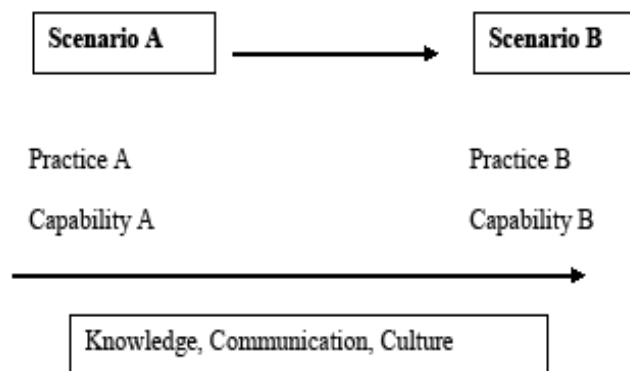 Scenario A
Scenario B
Practice A
Practice B
Capability A
Capability B
Knowledge, Communication, Culture